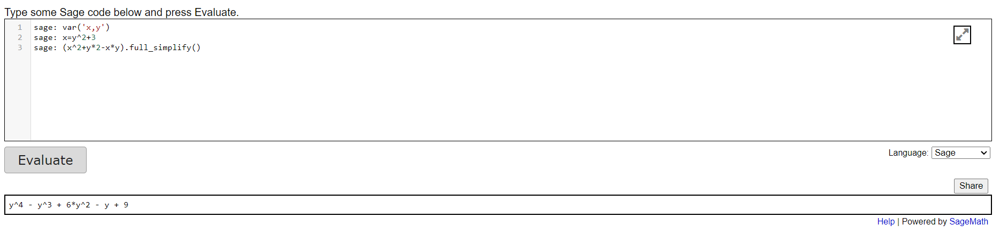 Type some Sage code below and press Evaluate.
1 sage: var('x,y')
2 sage: x=y^2+3
3 sage: (x^2+y*2-x*y).full_simplify()
Evaluate
Language: Sage
Share
y^4 - y^3 + 6*y^2 - y + 9
Help | Powered by SageMath